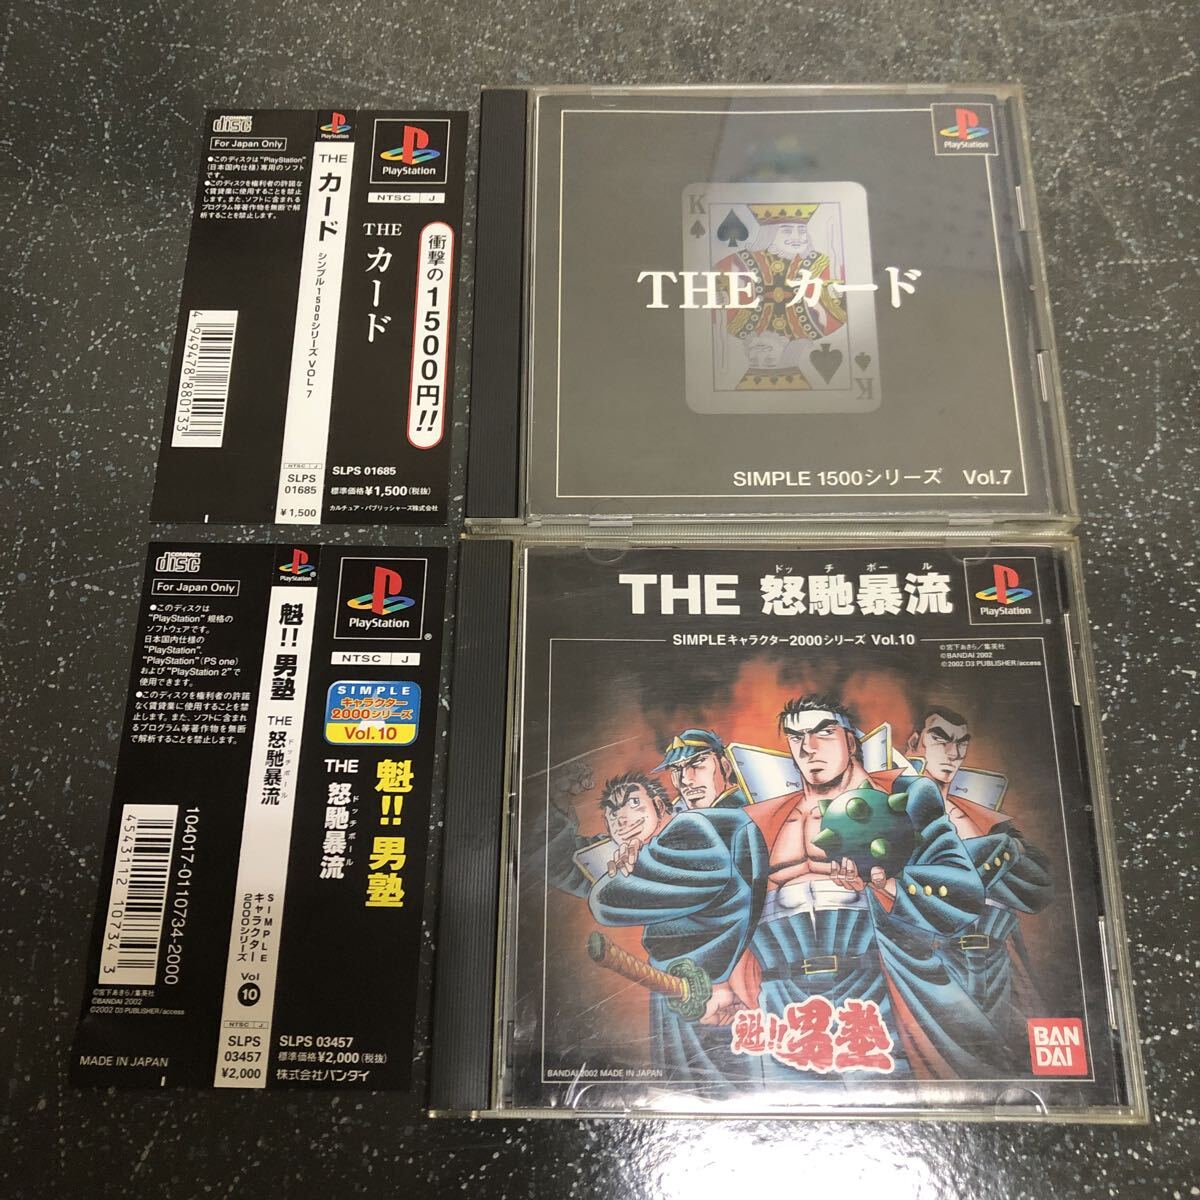 COMPACT
disc
For Japan Only
●このディスクは"PlayStation"
(日本国内仕様)専用のソフトで
す。
●このディスクを権利者の許諾な
く賃貸業に使用することを禁止
します。また、ソフトに含まれる
プログラム等著作物を無断で解
析することを禁止します。
4949478880133
PlayStation
THE カード シンプル1500シリーズ VOL.7
NTSC J
SLPS
01685
¥1,500
PlayStation
NTSC J
THE カード
衝撃の1500円!!
SLPS 01685
標準価格¥1,500(税抜)
カルチュア・パブリッシャーズ株式会社
PlayStation
K
THE カード
K
SIMPLE 1500シリーズ Vol.7
COMPACT
disc
For Japan Only
●このディスクは
"PlayStation" 規格の
ソフトウェアです。
日本国内仕様の
"PlayStation"、
"PlayStation"(PS one)
および"PlayStation 2"で
使用できます。
●このディスクを権利者の許諾
なく賃貸業に使用することを禁
止します。また、ソフトに含まれ
るプログラム等著作物を無断
で解析することを禁止します。
104017-0110734-2000
4543112107343
©宮下あきら/集英社
©BANDAI 2002
©2002 D3 PUBLISHER/access
MADE IN JAPAN
PlayStation®
魁!!男塾 THE 怒馳暴流
ドッチボール
SIMPLE
キャラクター
2000シリーズ
Vol
10
NTSC J
SLPS
03457
¥2,000
PlayStation
®
NTSC J
SIMPLE
キャラクター
2000シリーズ
Vol.10
魁!!男塾
THE 怒馳暴流
ドッチボール
SLPS 03457
標準価格¥2,000(税抜)
株式会社バンダイ
ドッチボール
THE 怒馳暴流
PlayStation®
SIMPLEキャラクター2000シリーズ Vol.10
©宮下あきら/集英社
©BANDAI 2002
©2002 D3 PUBLISHER/access
魁!!男塾
BANDAI 2002 MADE IN JAPAN
BAN
DAI